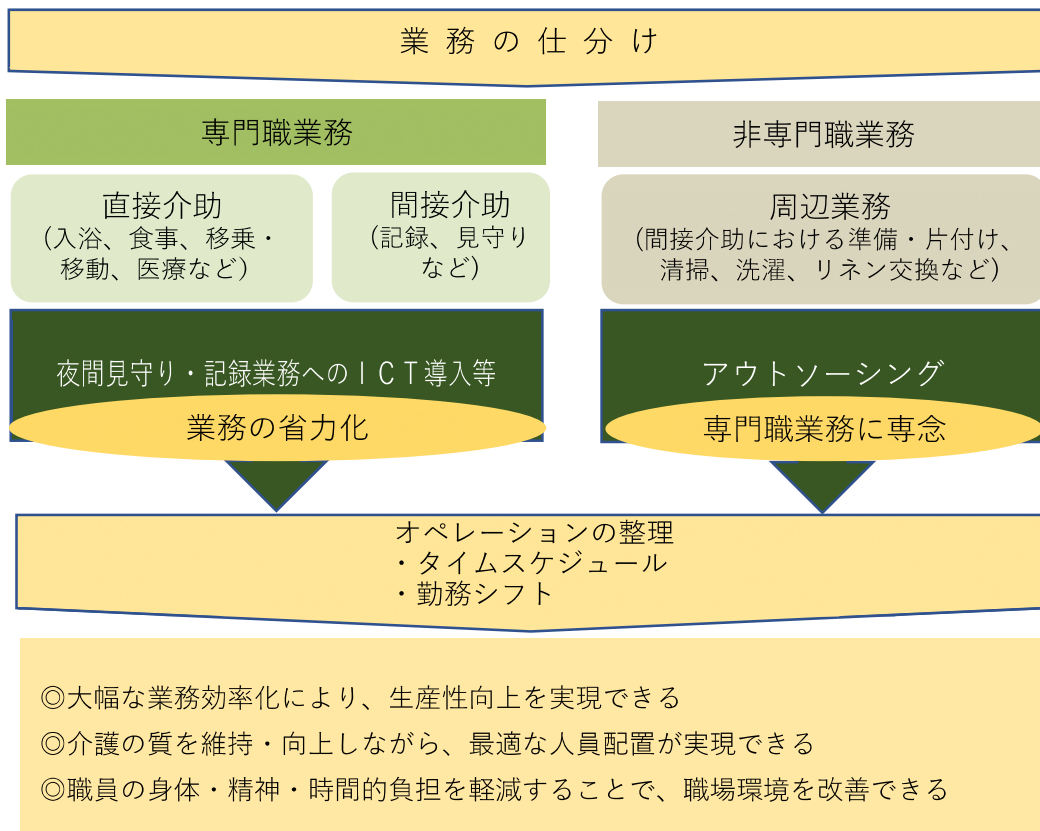 業務の仕分け
専門職業務
非専門職業務
直接介助
(入浴、食事、移乗・
移動、医療など)
間接介助
(記録、見守り
など)
周辺業務
(間接介助における準備・片付け、
清掃、洗濯、リネン交換など)
夜間見守り・記録業務へのＩＣＴ導入等
業務の省力化
アウトソーシング
専門職業務に専念
オペレーションの整理
・タイムスケジュール
・勤務シフト
◎大幅な業務効率化により、生産性向上を実現できる
◎介護の質を維持・向上しながら、最適な人員配置が実現できる
◎職員の身体・精神・時間的負担を軽減することで、職場環境を改善できる